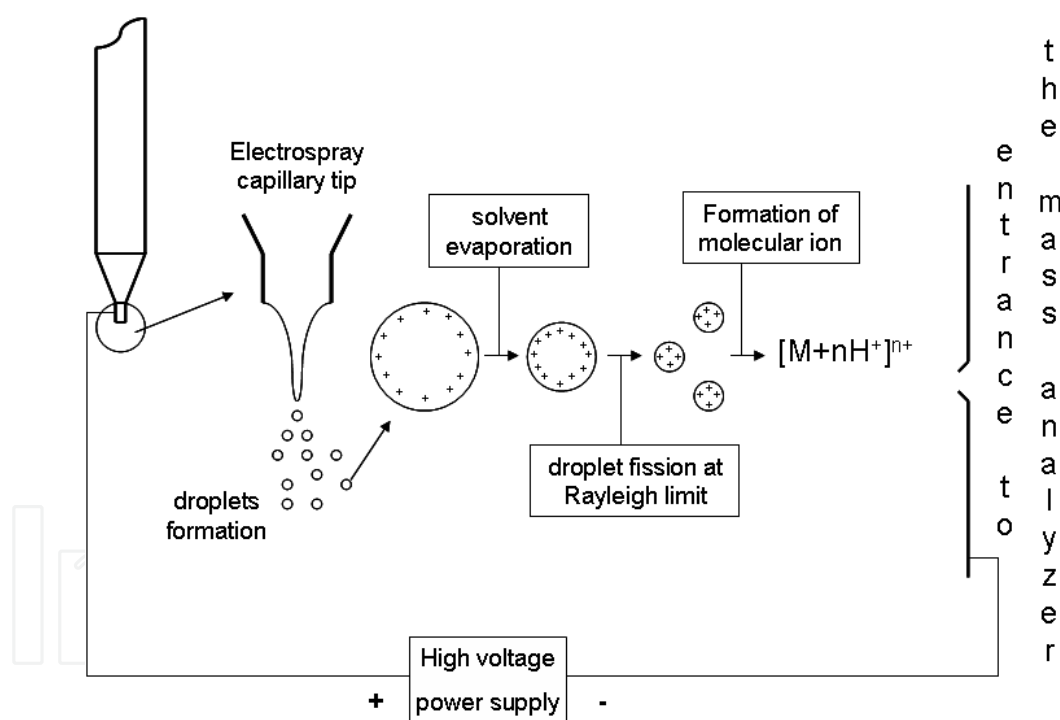 Electrospray
capillary tip
solvent
evaporation
Formation of
molecular ion
[M+nH⁺]ⁿ⁺
droplet fission at
Rayleigh limit
droplets
formation
entrance to
the mass analyzer
High voltage
power supply
+ -